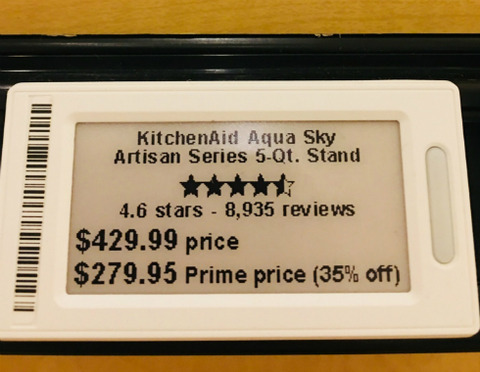 KitchenAid Aqua Sky
Artisan Series 5-Qt. Stand
4.6 stars - 8,935 reviews
$429.99 price
$279.95 Prime price (35% off)